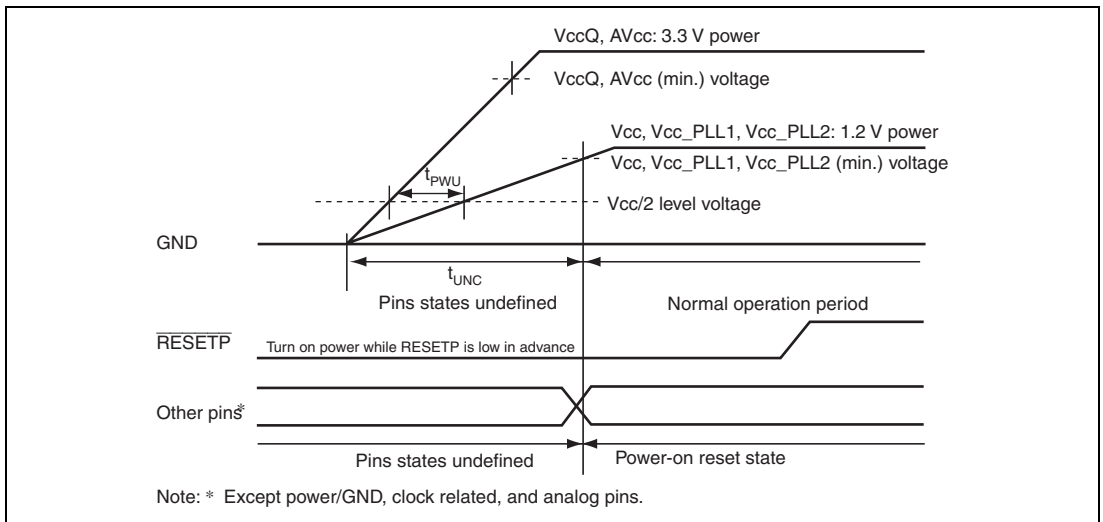 VccQ, AVcc: 3.3 V power
VccQ, AVcc (min.) voltage
Vcc, Vcc_PLL1, Vcc_PLL2: 1.2 V power
Vcc, Vcc_PLL1, Vcc_PLL2 (min.) voltage
tPWU
Vcc/2 level voltage
GND
tUNC
Pins states undefined
Normal operation period
RESETP
Turn on power while RESETP is low in advance
Other pins*
Pins states undefined
Power-on reset state
Note: * Except power/GND, clock related, and analog pins.